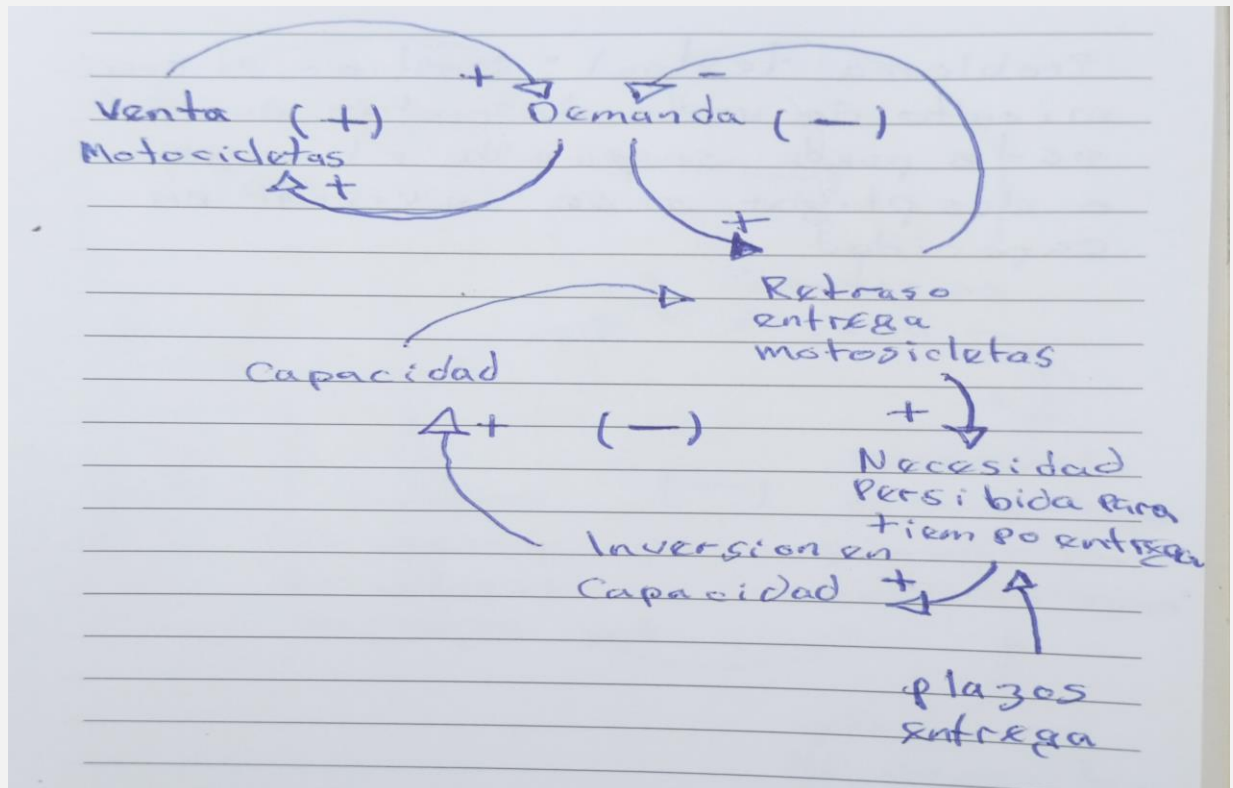 +
-
Venta (+) Demanda (-)
Motocicletas
+
+
Retraso
entrega
motosicletas
Capacidad
+
+ (-)
Necesidad
Persibida para
tiempo entrega
Inversion en
Capacidad +
plazos
entrega